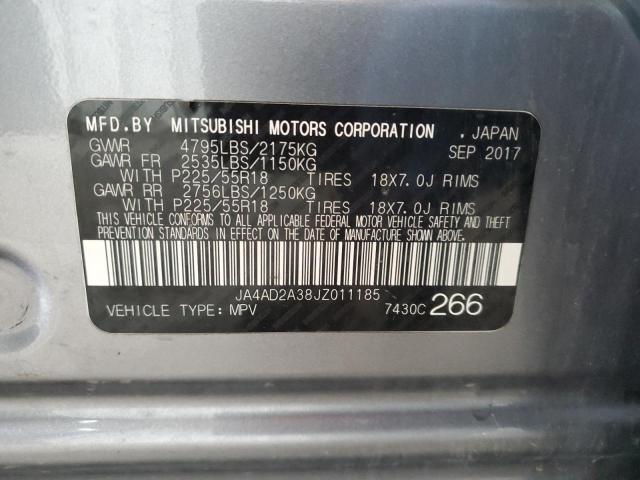 MFD.BY MITSUBISHI MOTORS CORPORATION . JAPAN
GVWR 4795LBS/2175KG SEP 2017
GAWR FR 2535LBS/1150KG
WITH P225/55R18 TIRES 18X7.0J RIMS
GAWR RR 2756LBS/1250KG
WITH P225/55R18 TIRES 18X7.0J RIMS
THIS VEHICLE CONFORMS TO ALL APPLICABLE FEDERAL MOTOR VEHICLE SAFETY AND THEFT
PREVENTION STANDARDS IN EFFECT ON THE DATE OF MANUFACTURE SHOWN ABOVE.
JA4AD2A38JZ011185
VEHICLE TYPE: MPV 7430C 266